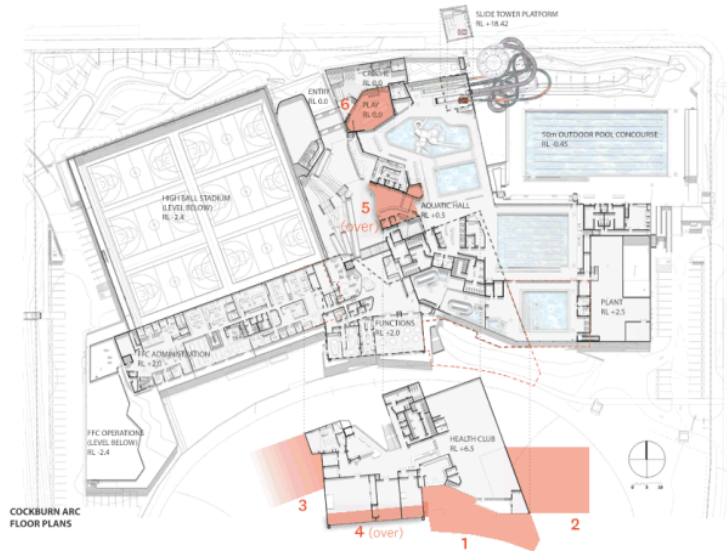 SLIDE TOWER PLATFORM
RL +18.42
CRECHE
RL 0.0
ENTRY
RL 0.0
6
PLAY
RL 0.0
50m OUTDOOR POOL CONCOURSE
RL -0.45
HIGH BALL STADIUM
(LEVEL BELOW)
RL -2.4
5
(over)
AQUATIC HALL
RL +0.5
PLANT
RL +2.5
FUNCTIONS
RL +2.0
FFC ADMINISTRATION
RL +2.0
FFC OPERATIONS
(LEVEL BELOW)
RL -2.4
HEALTH CLUB
RL +6.5
3
4 (over)
1
2
COCKBURN ARC
FLOOR PLANS